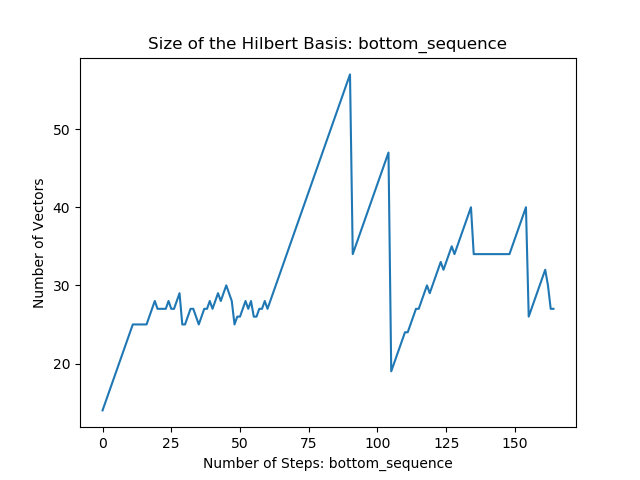 Size of the Hilbert Basis: bottom_sequence
Number of Vectors
50
40
30
20
0 25 50 75 100 125 150
Number of Steps: bottom_sequence